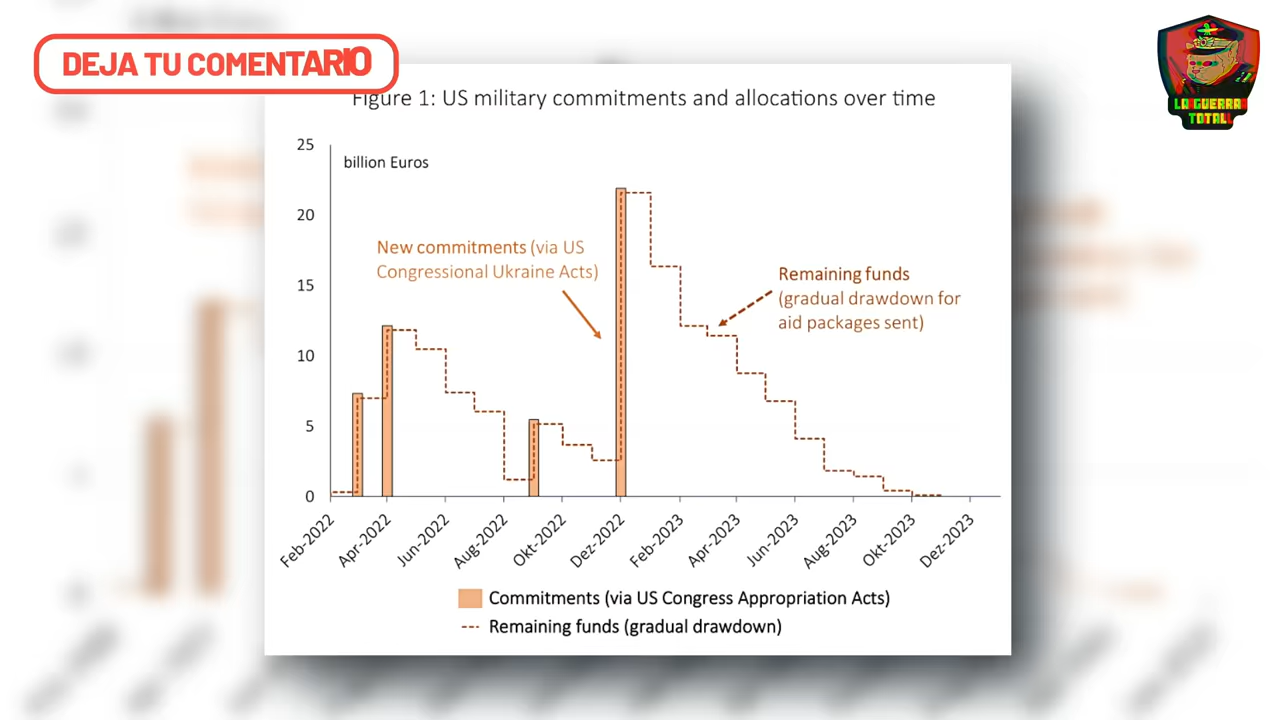 DEJA TU COMENTARIO
LA GUERRA
TOTAL
Figure 1: US military commitments and allocations over time
25
billion Euros
20
New commitments (via US
Congressional Ukraine Acts)
Remaining funds
(gradual drawdown for
aid packages sent)
15
10
5
0
Feb-2022
Apr-2022
Jun-2022
Aug-2022
Okt-2022
Dez-2022
Feb-2023
Apr-2023
Jun-2023
Aug-2023
Okt-2023
Dez-2023
Commitments (via US Congress Appropriation Acts)
Remaining funds (gradual drawdown)